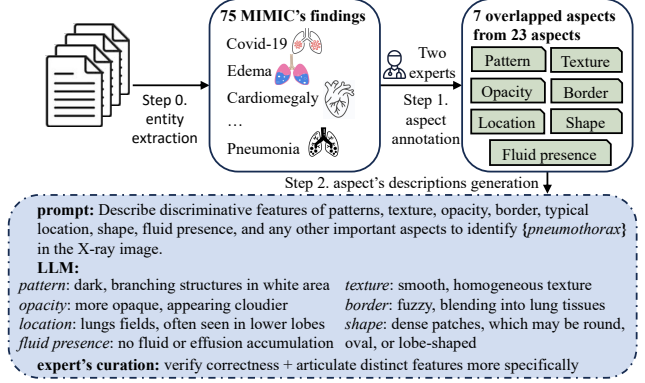 75 MIMIC's findings
Covid-19
Edema
Cardiomegaly
...
Pneumonia
Step 0.
entity
extraction
Two
experts
Step 1.
aspect
annotation
7 overlapped aspects
from 23 aspects
Pattern Texture
Opacity Border
Location Shape
Fluid presence
Step 2. aspect's descriptions generation
prompt: Describe discriminative features of patterns, texture, opacity, border, typical
location, shape, fluid presence, and any other important aspects to identify {pneumothorax}
in the X-ray image.
LLM:
pattern: dark, branching structures in white area
opacity: more opaque, appearing cloudier
location: lungs fields, often seen in lower lobes
fluid presence: no fluid or effusion accumulation
texture: smooth, homogeneous texture
border: fuzzy, blending into lung tissues
shape: dense patches, which may be round,
oval, or lobe-shaped
expert's curation: verify correctness + articulate distinct features more specifically